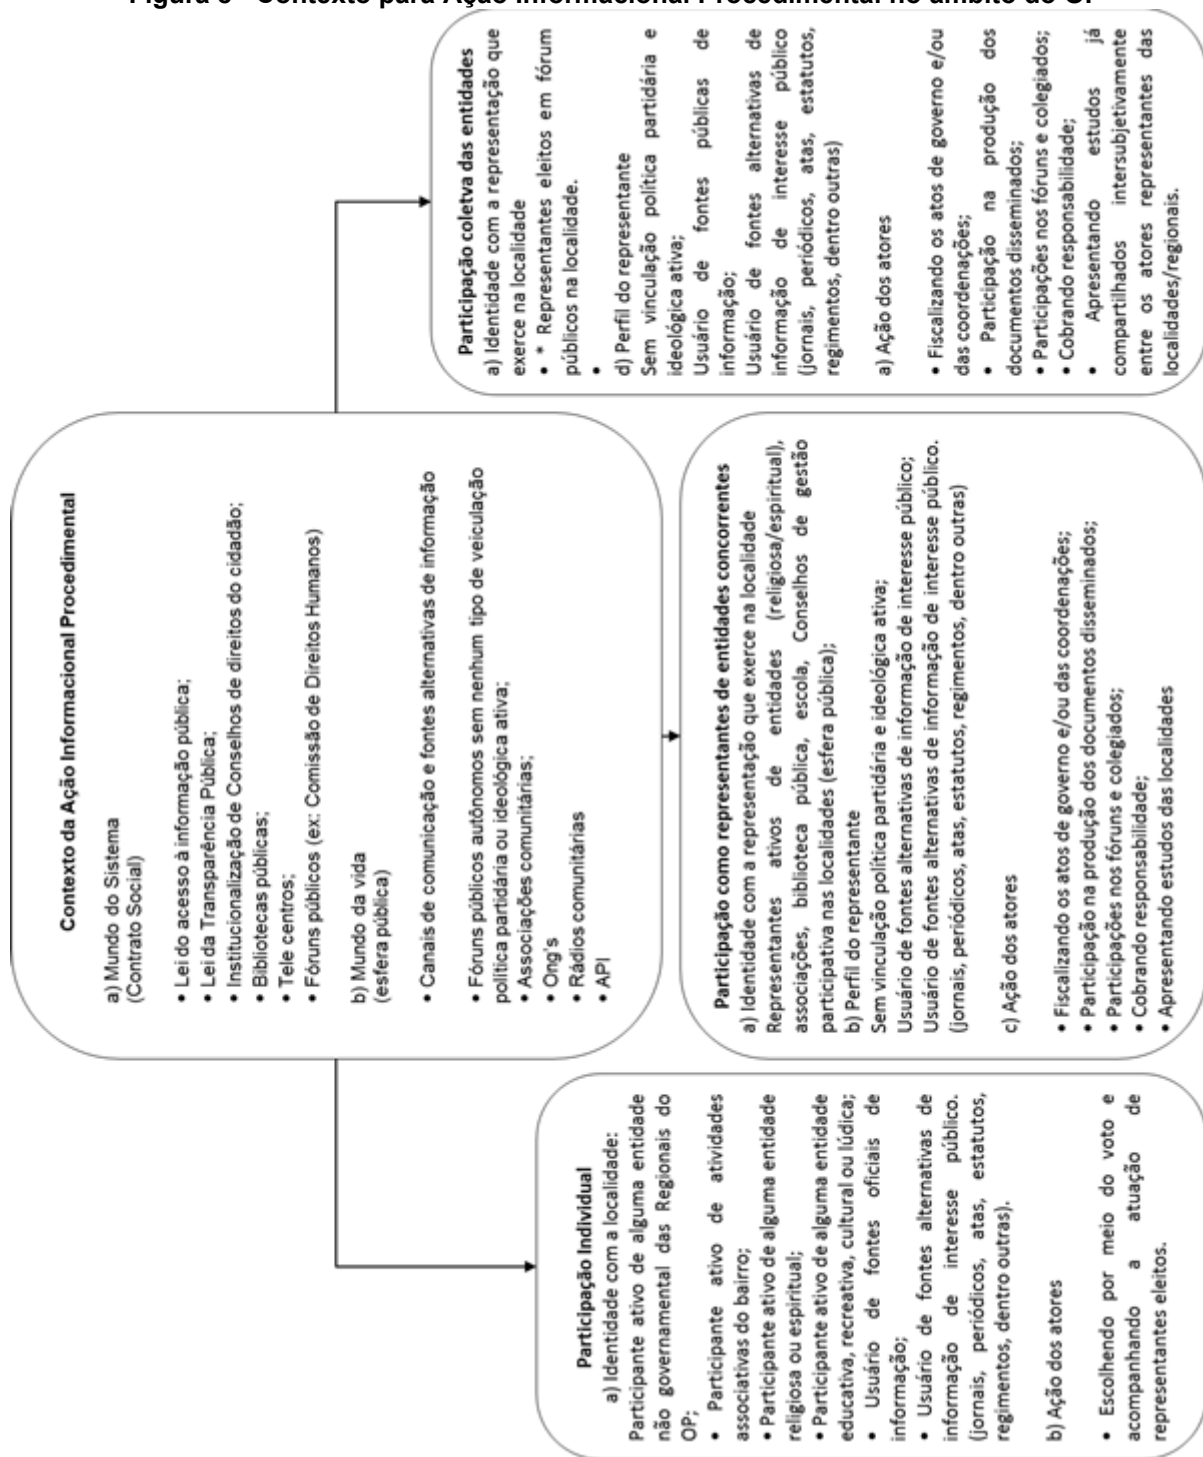 Figura - Contexto para Ação Informacional Procedimental no âmbito do OP
Contexto da Ação Informacional Procedimental
a) Mundo do Sistema
(Contrato Social)
• Lei do acesso à informação pública;
• Lei da Transparência Pública;
• Institucionalização de Conselhos de direitos do cidadão;
• Bibliotecas públicas;
• Tele centros;
• Fóruns públicos (ex: Comissão de Direitos Humanos)
b) Mundo da vida
(esfera pública)
• Canais de comunicação e fontes alternativas de informação
• Fóruns públicos autônomos sem nenhum tipo de veiculação
política partidária ou ideológica ativa;
• Associações comunitárias;
• Ong's
• Rádios comunitárias
• API
Participação Individual
a) Identidade com a localidade:
Participante ativo de alguma entidade
não governamental das Regionais do
OP;
• Participante ativo de atividades
associativas do bairro;
• Participante ativo de alguma entidade
religiosa ou espiritual;
• Participante ativo de alguma entidade
educativa, recreativa, cultural ou lúdica;
• Usuário de fontes oficiais de
informação;
• Usuário de fontes alternativas de
informação de interesse público.
(jornais, periódicos, atas, estatutos,
regimentos, dentro outras).
b) Ação dos atores
• Escolhendo por meio do voto e
acompanhando a atuação de
representantes eleitos.
Participação como representantes de entidades concorrentes
a) Identidade com a representação que exerce na localidade
Representantes ativos de entidades (religiosa/espiritual),
associações, biblioteca pública, escola, Conselhos de gestão
participativa nas localidades (esfera pública);
b) Perfil do representante
Sem vinculação política partidária e ideológica ativa;
Usuário de fontes alternativas de informação de interesse público;
Usuário de fontes alternativas de informação de interesse público.
(jornais, periódicos, atas, estatutos, regimentos, dentro outras)
c) Ação dos atores
• Fiscalizando os atos de governo e/ou das coordenações;
• Participação na produção dos documentos disseminados;
• Participações nos fóruns e colegiados;
• Cobrando responsabilidade;
• Apresentando estudos das localidades
Participação coletva das entidades
a) Identidade com a representação que
exerce na localidade
• * Representantes eleitos em fórum
públicos na localidade.
•
d) Perfil do representante
Sem vinculação política partidária e
ideológica ativa;
Usuário de fontes públicas de
informação;
Usuário de fontes alternativas de
informação de interesse público
(jornais, periódicos, atas, estatutos,
regimentos, dentro outras)
a) Ação dos atores
• Fiscalizando os atos de governo e/ou
das coordenações;
• Participação na produção dos
documentos disseminados;
• Participações nos fóruns e colegiados;
• Cobrando responsabilidade;
• Apresentando estudos já
compartilhados intersubjetivamente
entre os atores representantes das
localidades/regionais.